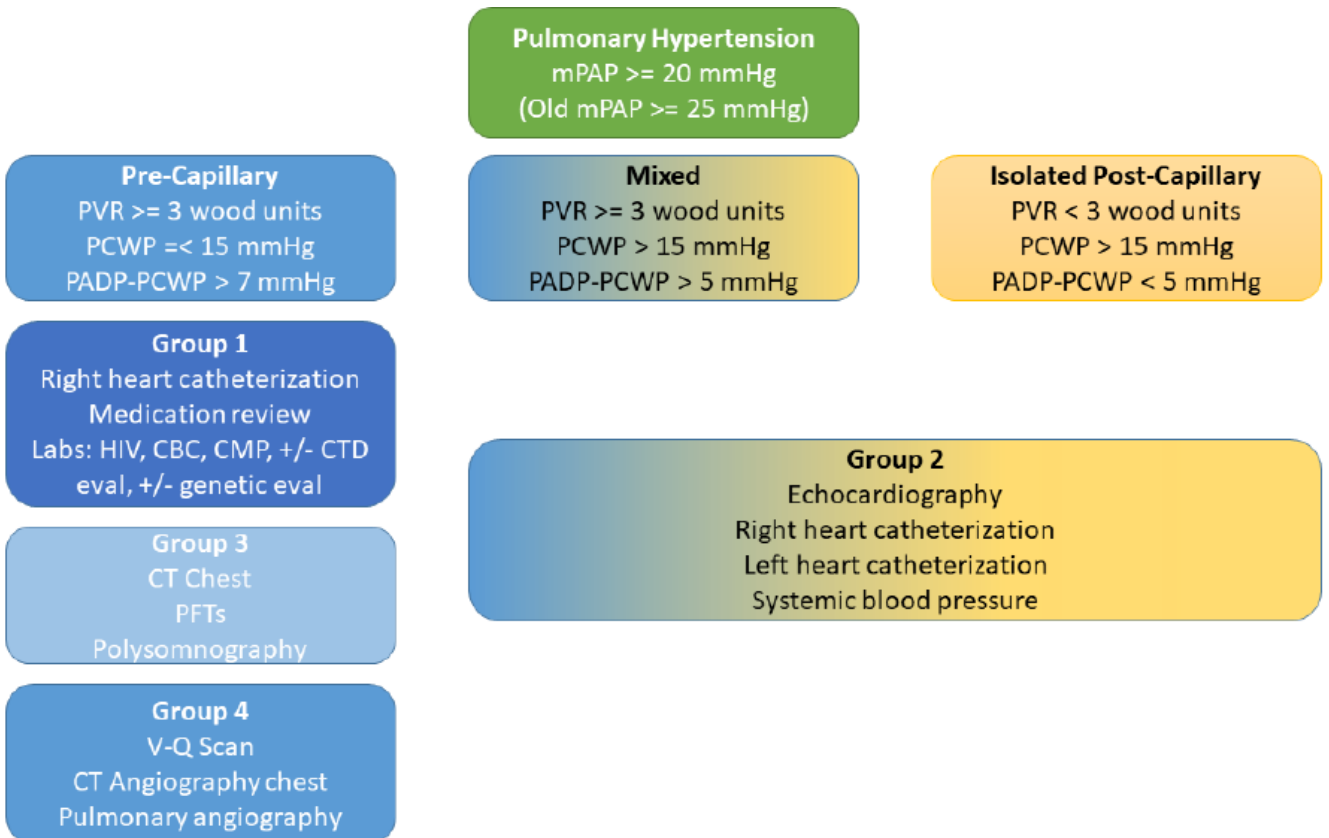 Pulmonary Hypertension
mPAP >= 20 mmHg
(Old mPAP >= 25 mmHg)
Pre-Capillary
PVR >= 3 wood units
PCWP =< 15 mmHg
PADP-PCWP > 7 mmHg
Mixed
PVR >= 3 wood units
PCWP > 15 mmHg
PADP-PCWP > 5 mmHg
Isolated Post-Capillary
PVR < 3 wood units
PCWP > 15 mmHg
PADP-PCWP < 5 mmHg
Group 1
Right heart catheterization
Medication review
Labs: HIV, CBC, CMP, +/- CTD
eval, +/- genetic eval
Group 2
Echocardiography
Right heart catheterization
Left heart catheterization
Systemic blood pressure
Group 3
CT Chest
PFTs
Polysomnography
Group 4
V-Q Scan
CT Angiography chest
Pulmonary angiography